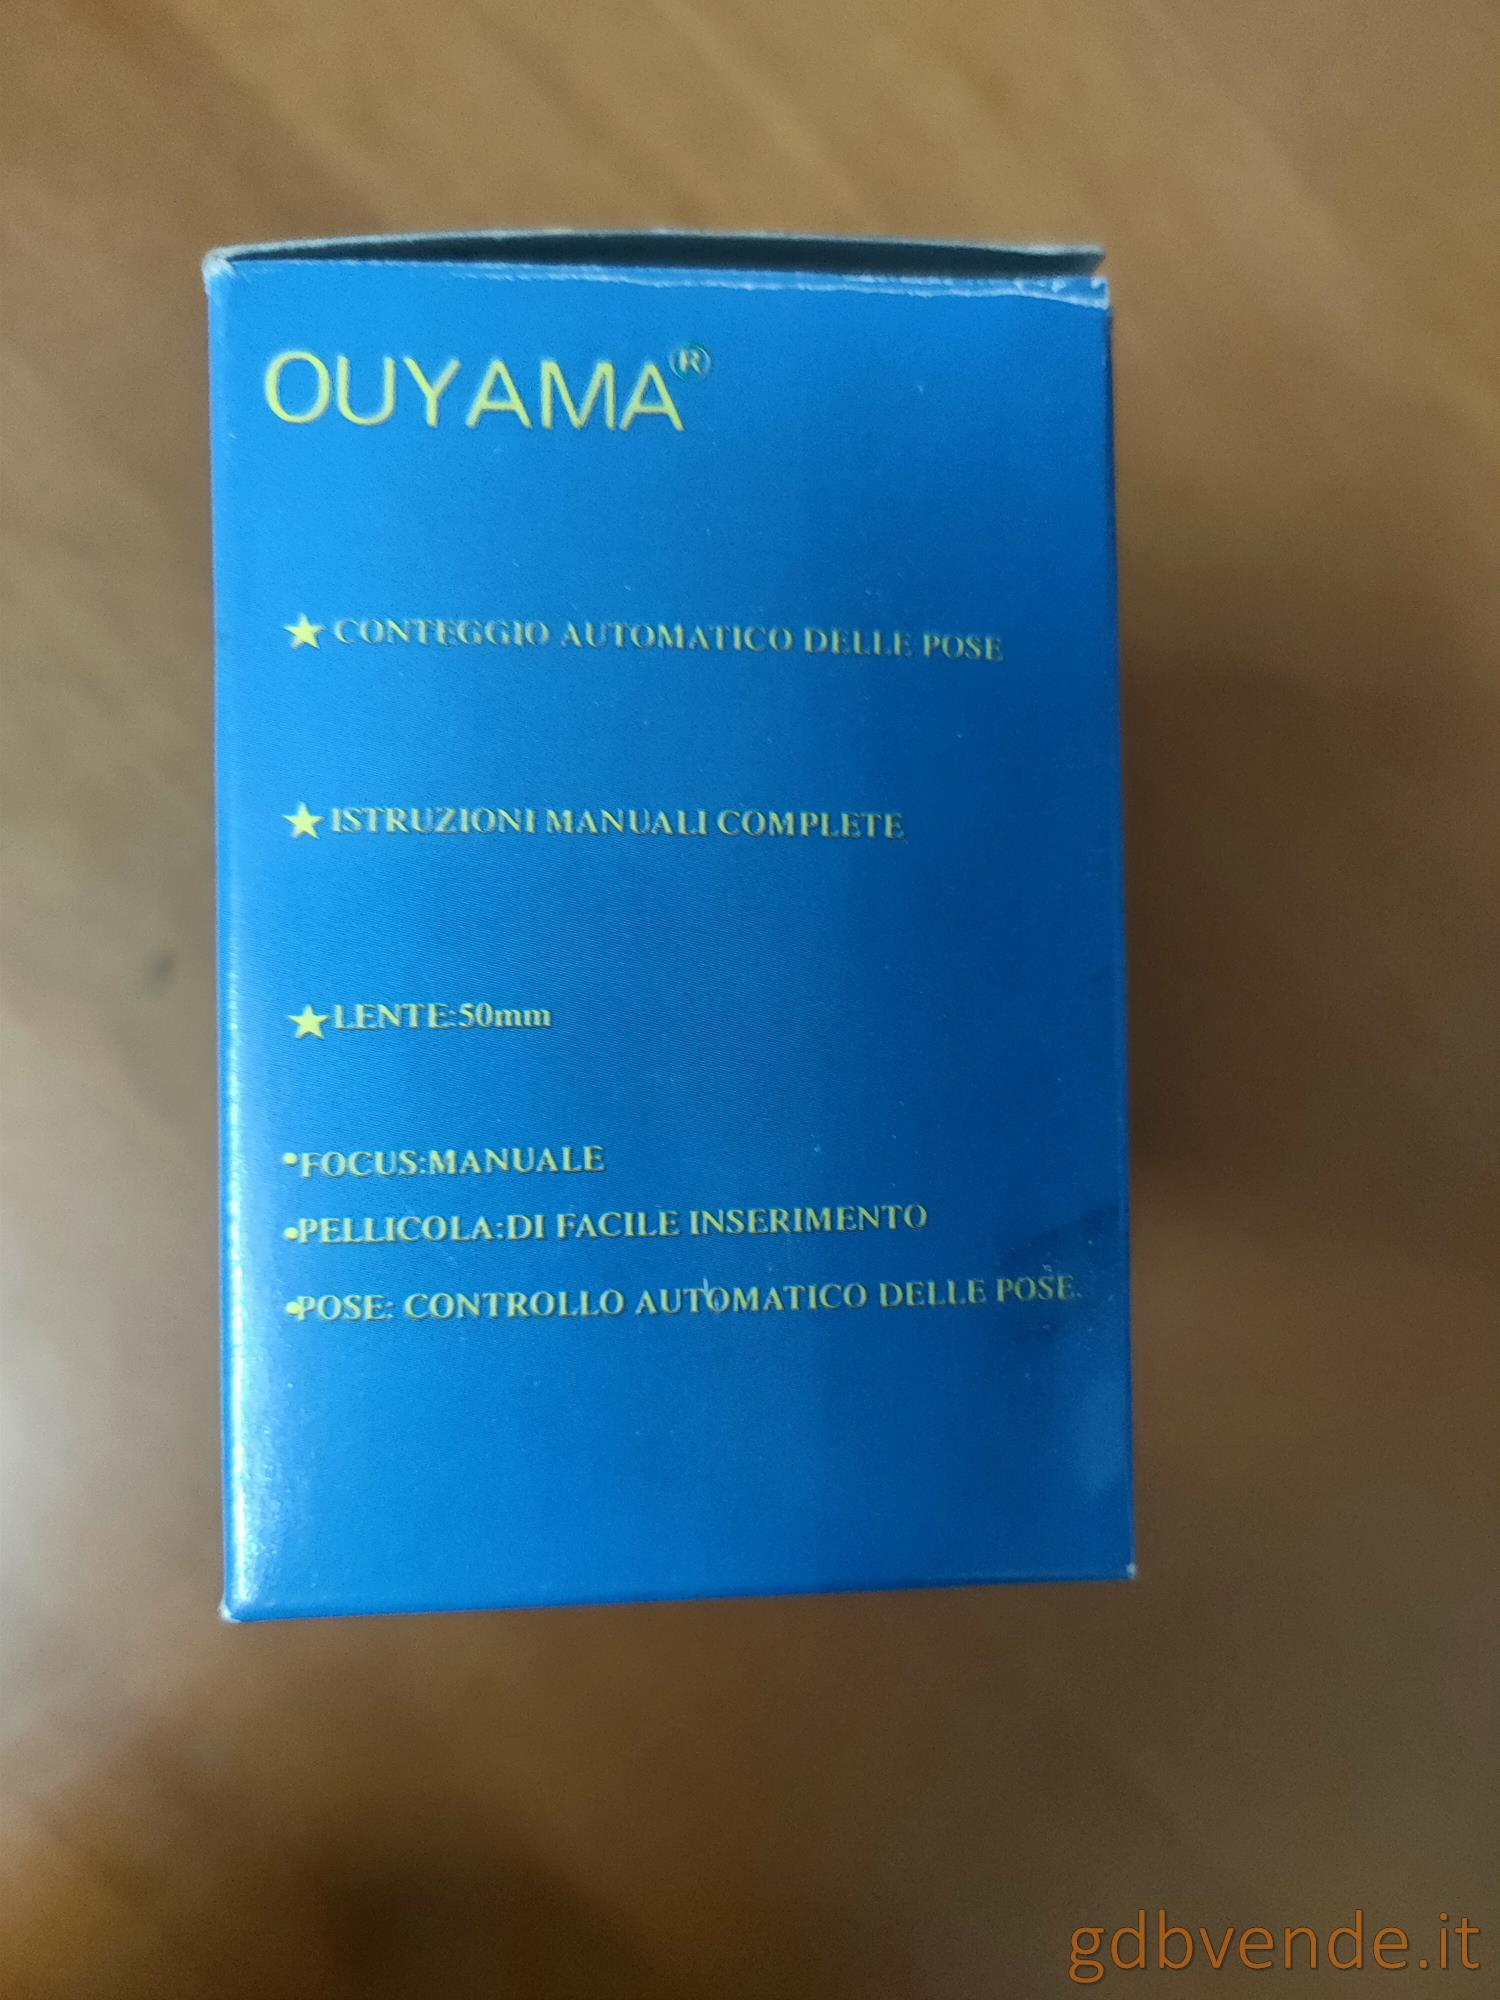 OUYAMA®
★ CONTEGGIO AUTOMATICO DELLE POSE
★ ISTRUZIONI MANUALI COMPLETE
★ LENTE:50mm
•FOCUS:MANUALE
•PELLICOLA:DI FACILE INSERIMENTO
•POSE: CONTROLLO AUTOMATICO DELLE POSE.
gdbvende.it